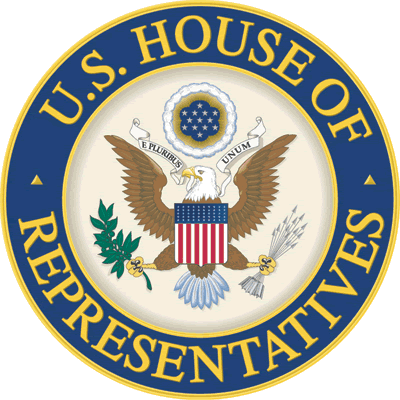 U.S. HOUSE OF
REPRESENTATIVES
E PLURIBUS
UNUM